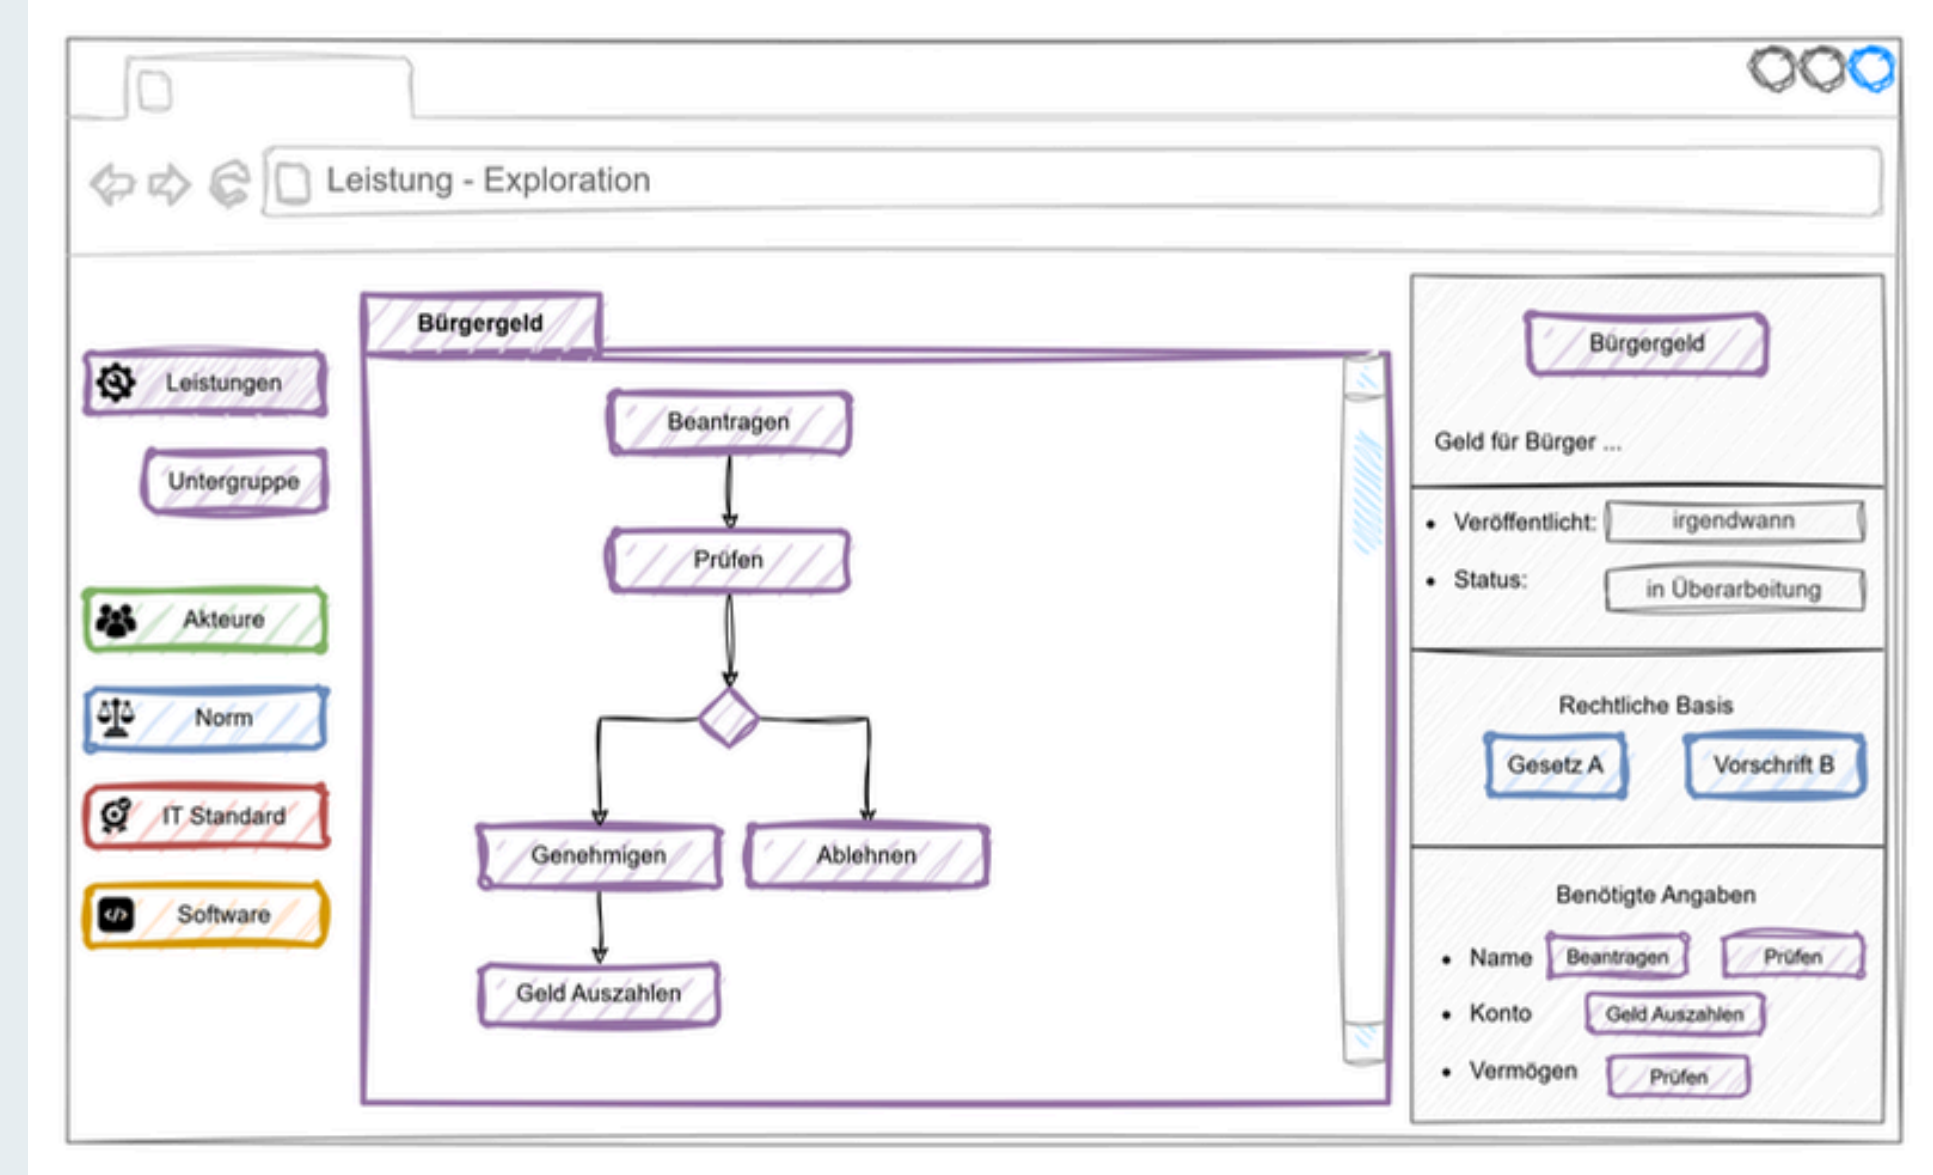 Leistung - Exploration
Leistungen
Untergruppe
Akteure
Norm
IT Standard
Software
Bürgergeld
Beantragen
Prüfen
Genehmigen
Ablehnen
Geld Auszahlen
Bürgergeld
Geld für Bürger ...
• Veröffentlicht: irgendwann
• Status: in Überarbeitung
Rechtliche Basis
Gesetz A Vorschrift B
Benötigte Angaben
• Name Beantragen Prüfen
• Konto Geld Auszahlen
• Vermögen Prüfen